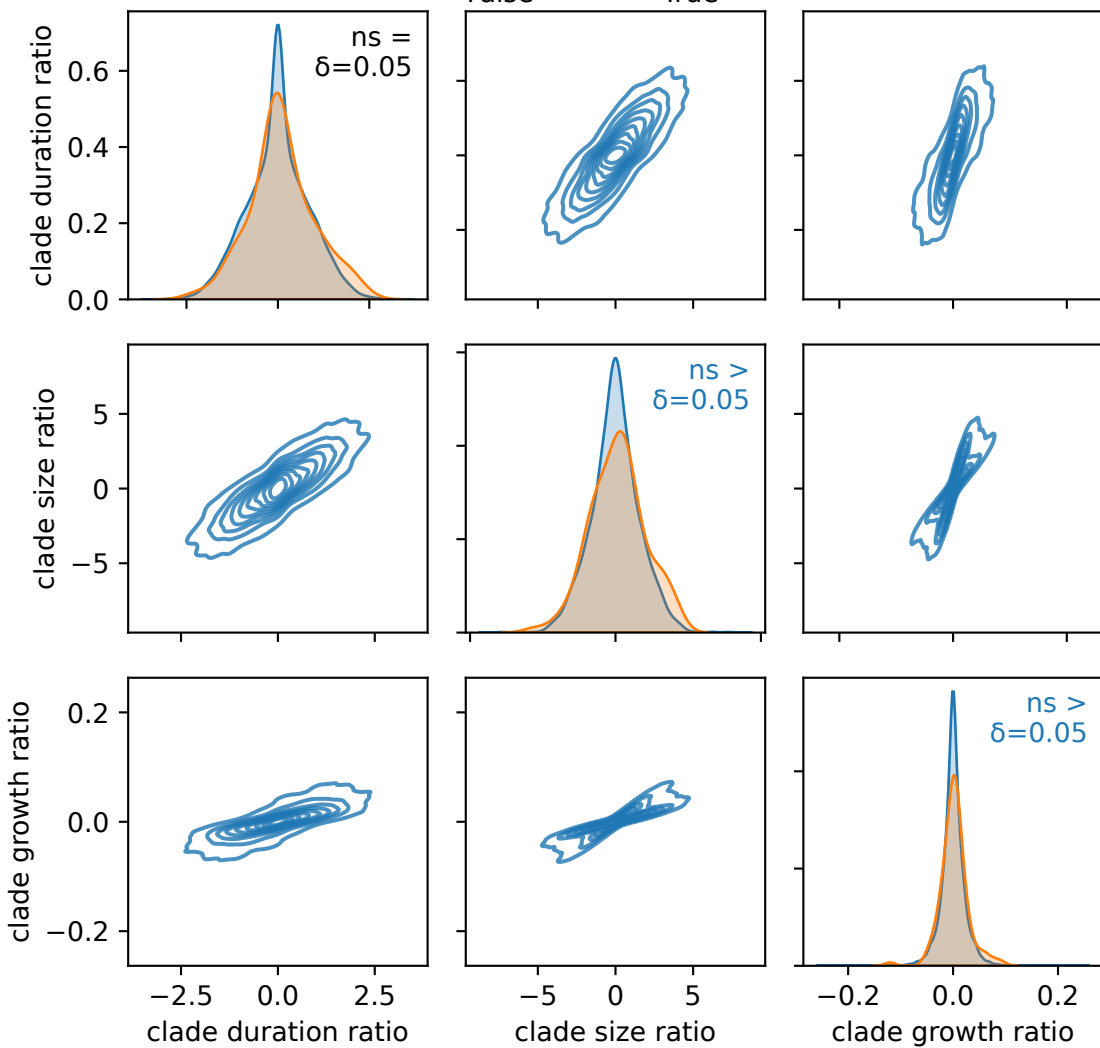 clade duration ratio
0.6
0.4
0.2
0.0
ns =
δ=0.05
clade size ratio
5
0
−5
ns >
δ=0.05
clade growth ratio
0.2
0.0
−0.2
ns >
δ=0.05
−2.5 0.0 2.5
−5 0 5
−0.2 0.0 0.2
clade duration ratio
clade size ratio
clade growth ratio